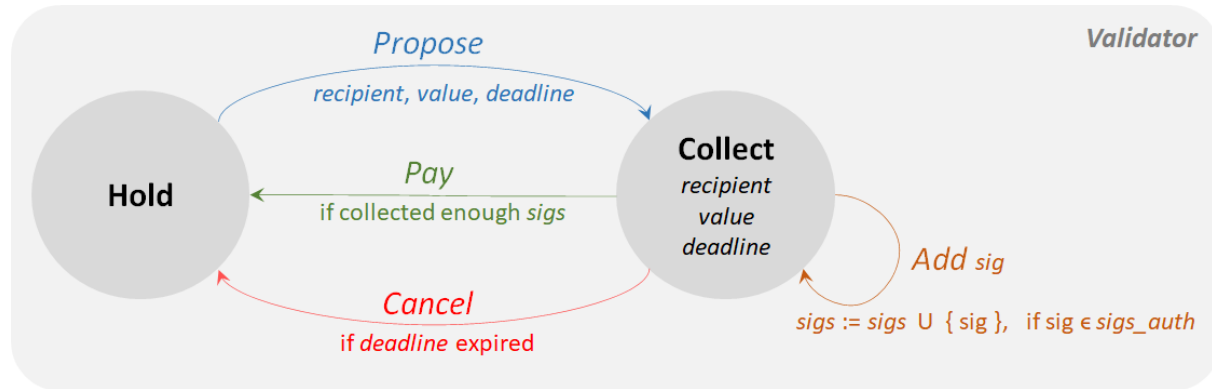 Validator
Propose
recipient, value, deadline
Hold
Pay
if collected enough sigs
Cancel
if deadline expired
Collect
recipient
value
deadline
Add sig
sigs := sigs U { sig }, if sig ϵ sigs_auth